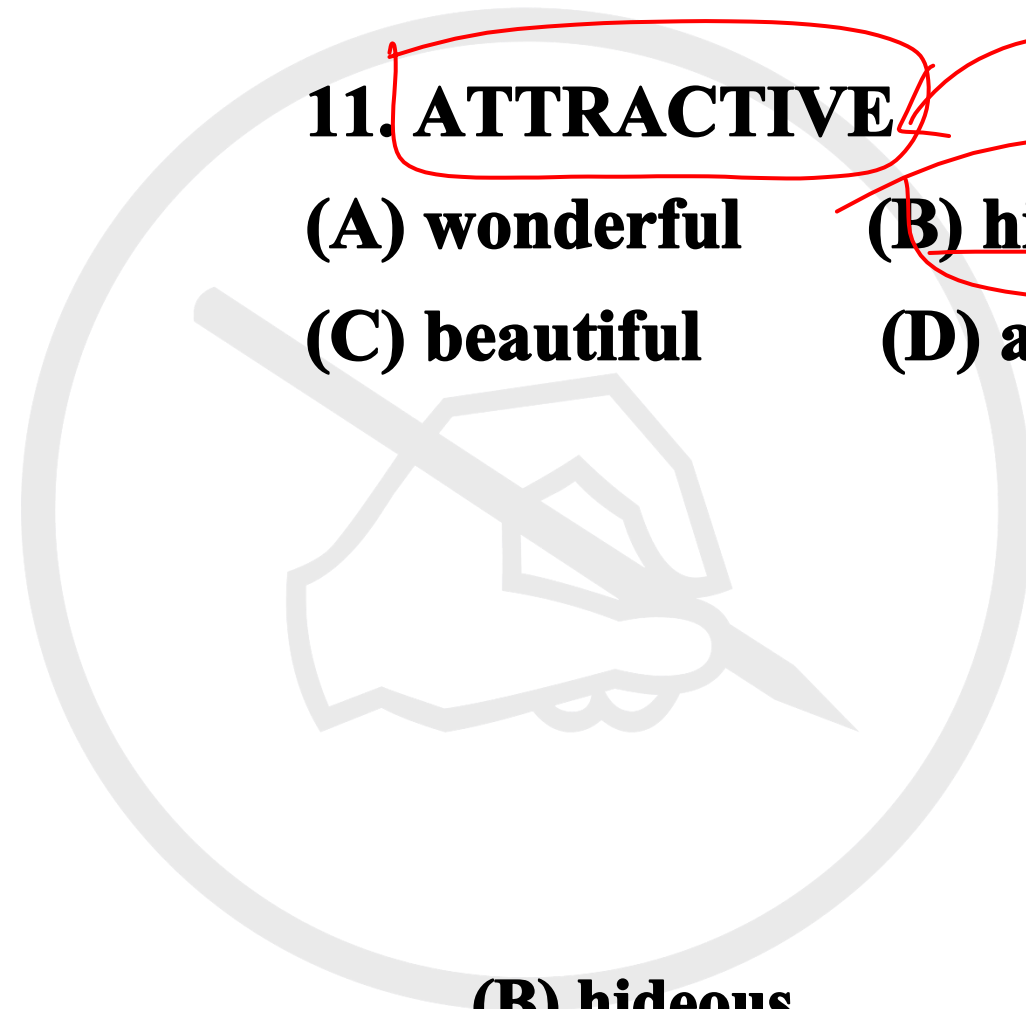 11. ATTRACTIVE
(A) wonderful (B)
(C) beautiful (D)
(B) hideous